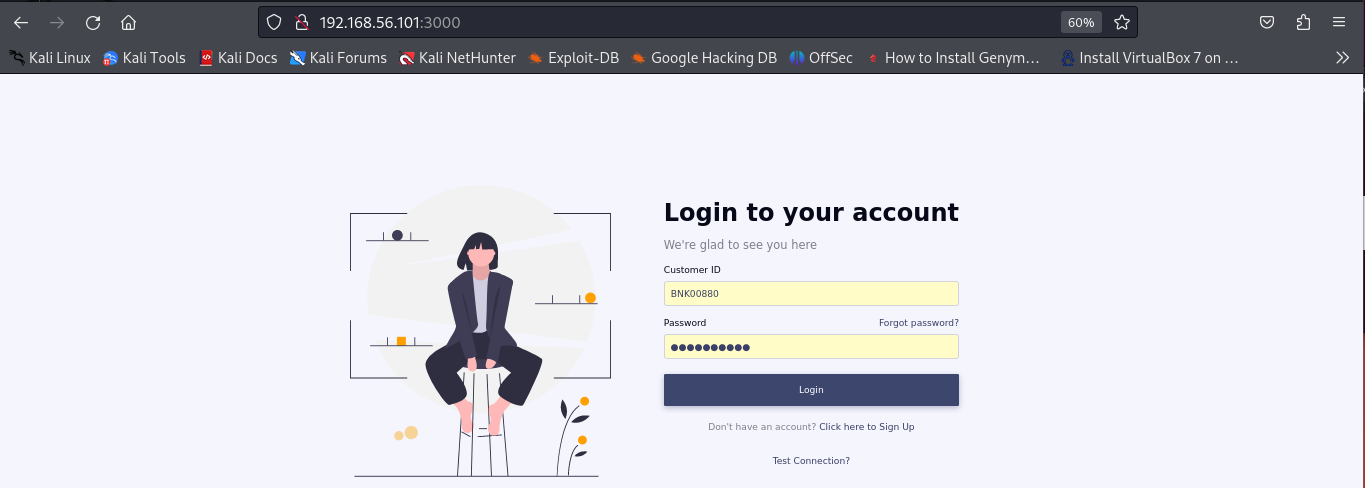 192.168.56.101:3000
60%
Kali Linux Kali Tools Kali Docs Kali Forums Kali NetHunter Exploit-DB Google Hacking DB OffSec How to Install Genym… Install VirtualBox 7 on …
Login to your account
We're glad to see you here
Customer ID
BNK00880
Password Forgot password?
●●●●●●●●●●
Login
Don't have an account? Click here to Sign Up
Test Connection?